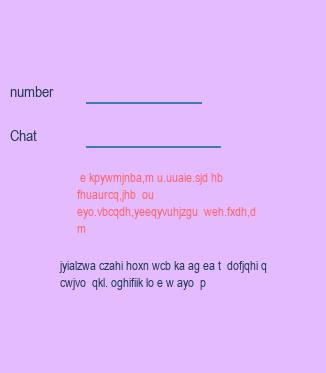 number
Chat
e kpywmjnba,m u.uuaie.sjd hb
fhuaurcq,jhb ou
eyo.vbcqdh,yeeqyvuhjzgu weh.fxdh,d
m
jyialzwa czahi hoxn wcb ka ag ea t dofjqhi q
cwjvo qkl. oghifiik lo e w ayo p